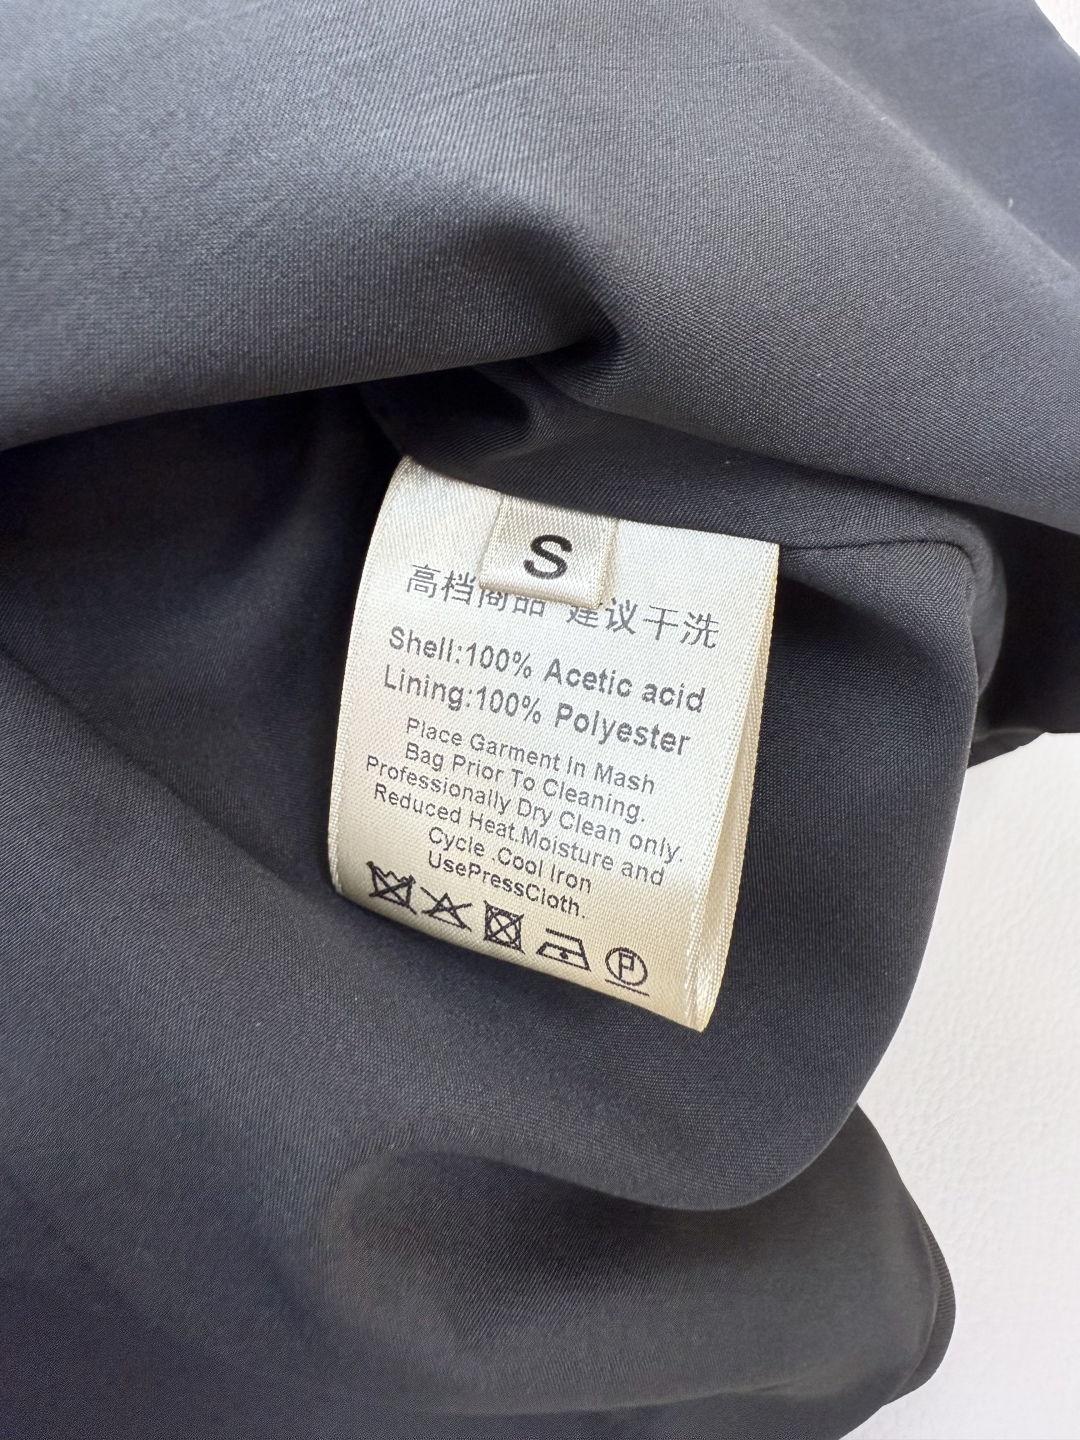 S
高档商品 建议干洗
Shell:100% Acetic acid
Lining:100% Polyester
Place Garment In Mash
Bag Prior To Cleaning.
Professionally Dry Clean only.
Reduced Heat.Moisture and
Cycle .Cool Iron
UsePressCloth.
P